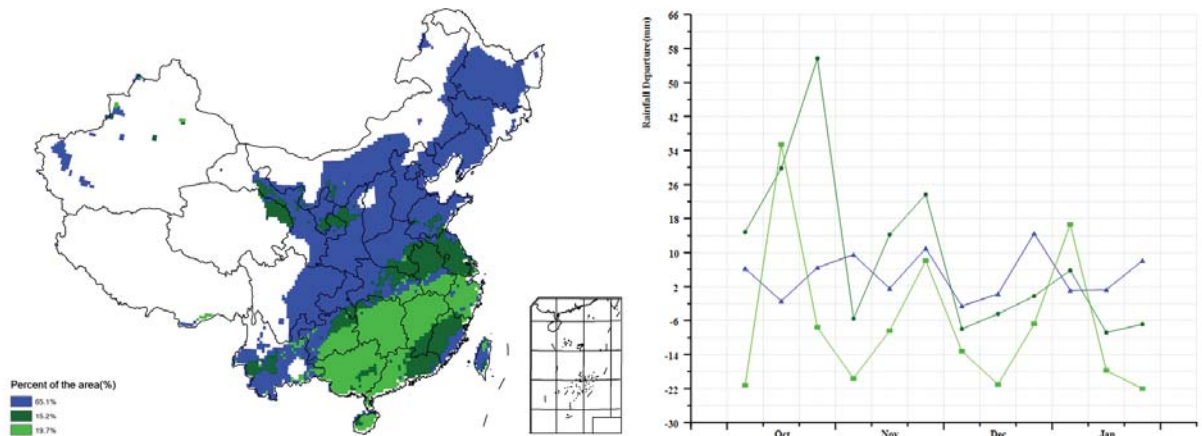 Percent of the area(%)
65.1%
15.2%
19.7%
Rainfall Departure(mm)
66
58
50
42
34
26
18
10
2
-6
-14
-22
-30
Oct
Nov
Dec
Jan